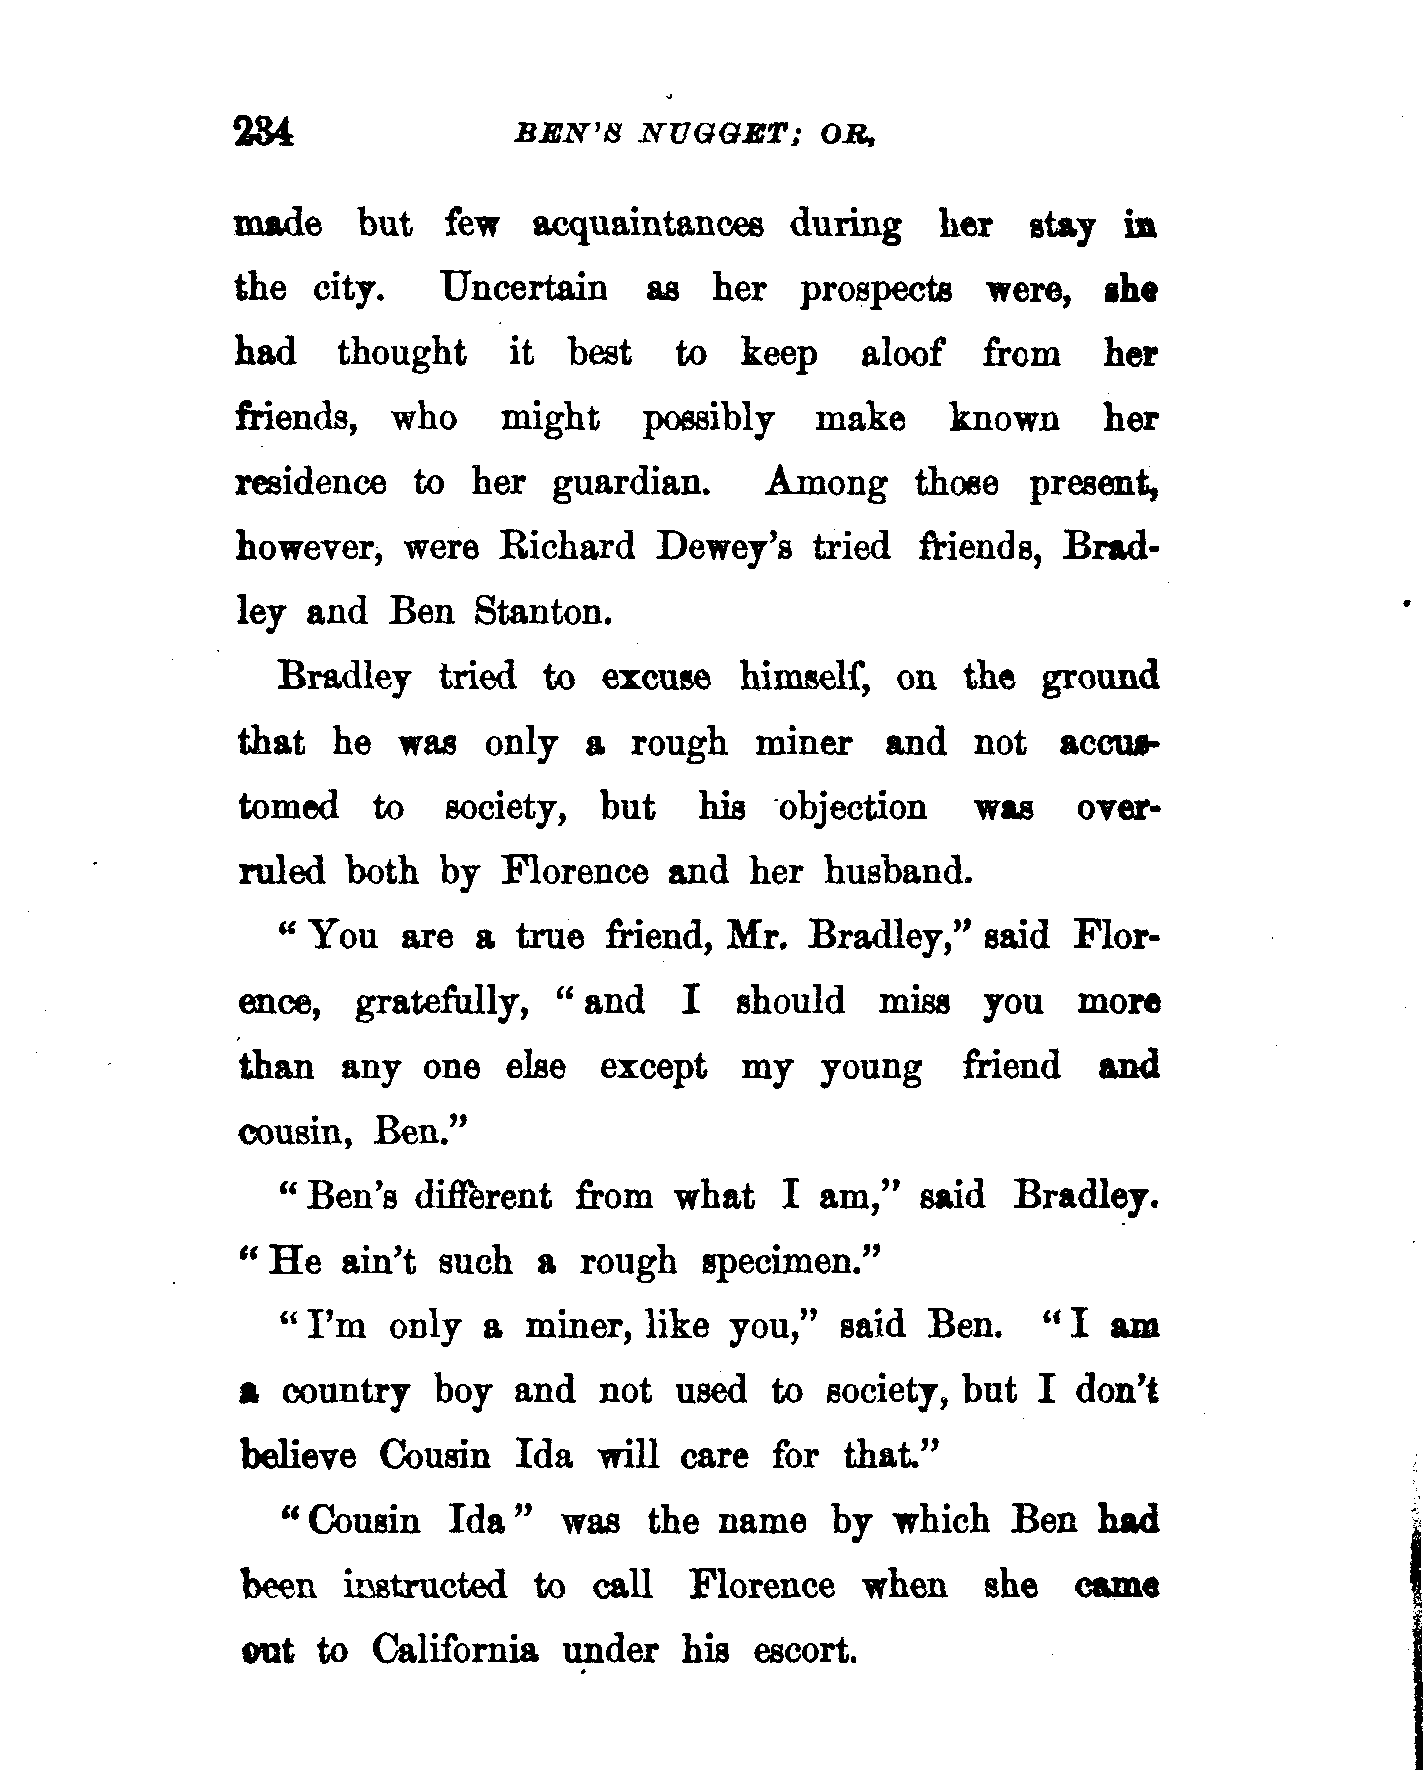 234 BEN'S NUGGET; OR,
made but few acquaintances during her stay in
the city. Uncertain as her prospects were, she
had thought it best to keep aloof from her
friends, who might possibly make known her
residence to her guardian. Among those present,
however, were Richard Dewey's tried friends, Brad-
ley and Ben Stanton.
Bradley tried to excuse himself, on the ground
that he was only a rough miner and not accus-
tomed to society, but his objection was over-
ruled both by Florence and her husband.
"You are a true friend, Mr. Bradley," said Flor-
ence, gratefully, "and I should miss you more
than any one else except my young friend and
cousin, Ben."
"Ben's different from what I am," said Bradley.
"He ain't such a rough specimen."
"I'm only a miner, like you," said Ben. "I am
a country boy and not used to society, but I don't
believe Cousin Ida will care for that."
"Cousin Ida" was the name by which Ben had
been instructed to call Florence when she came
out to California under his escort.